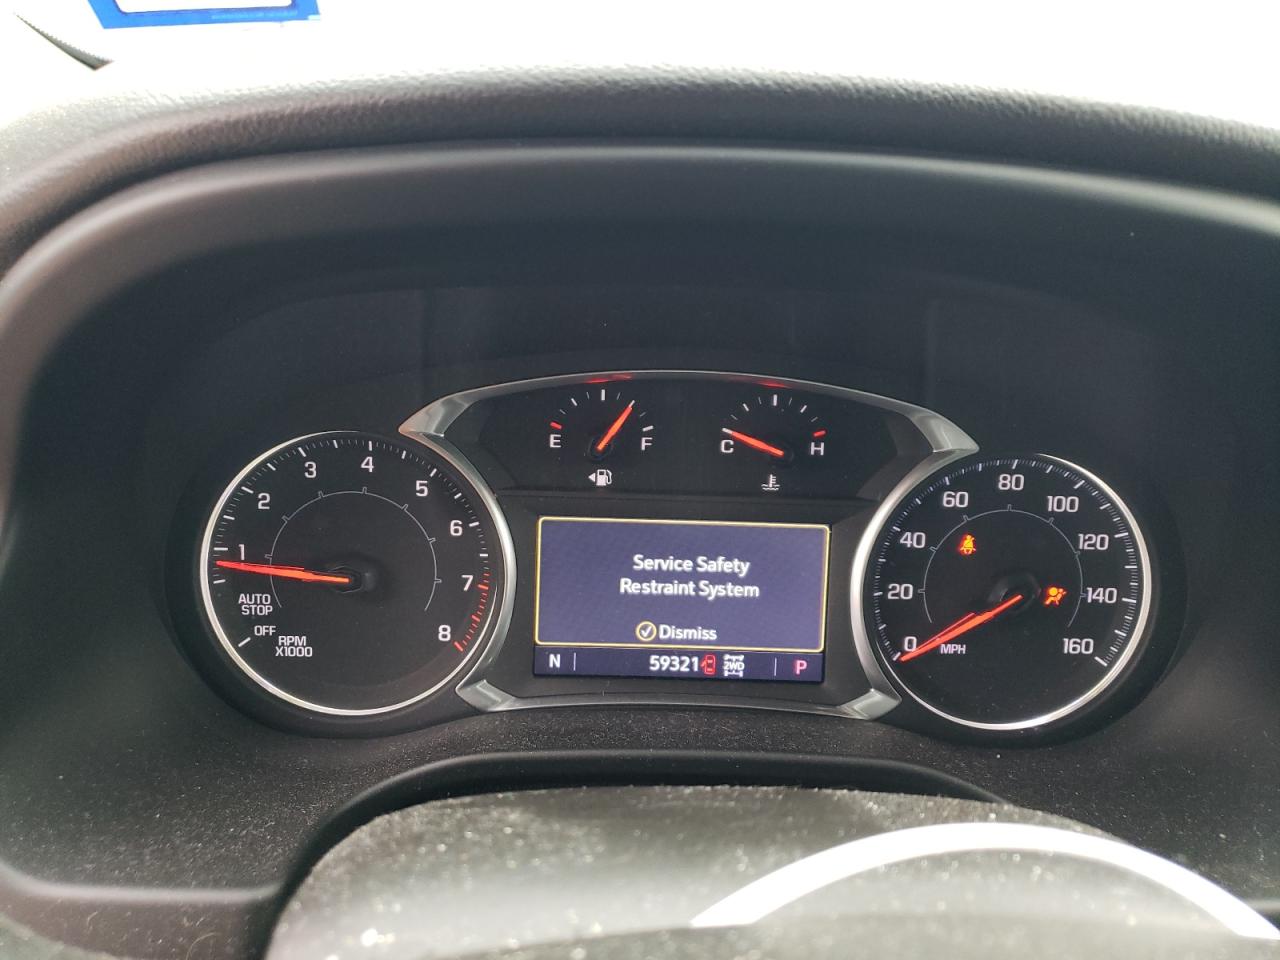 E F
C H
1 2 3 4 5 6 7 8
AUTO
STOP
OFF
RPM
X1000
Service Safety
Restraint System
Dismiss
N 59321 2WD P
0 20 40 60 80 100 120 140 160
MPH